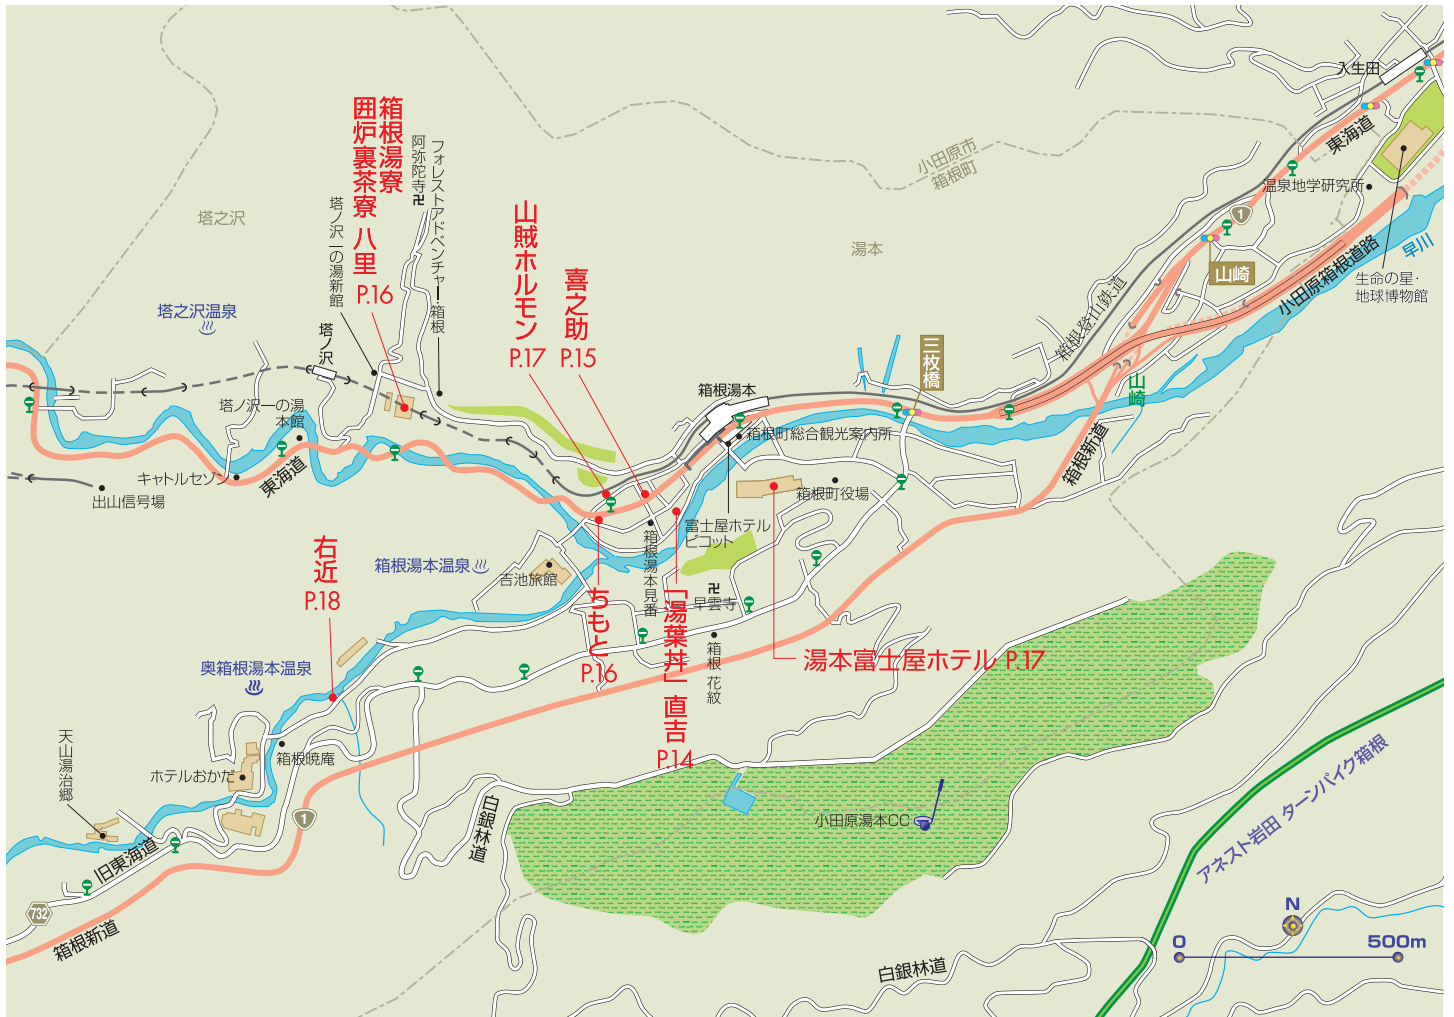 入生田
東海道
小田原市
箱根町
温泉地学研究所
1
山崎
早川
小田原箱根道路
生命の星・
地球博物館
箱根登山鉄道
山崎
箱根湯寮
囲炉裏茶寮 八里
P.16
阿弥陀寺
フォレストアドベンチャー・箱根
塔ノ沢一の湯新館
塔之沢
塔之沢温泉
塔ノ沢
塔ノ沢一の湯
本館
山賊ホルモン
P.17
喜之助
P.15
湯本
三枚橋
箱根湯本
箱根町総合観光案内所
箱根新道
箱根町役場
富士屋ホテル
ピコット
キャトルセゾン
東海道
出山信号場
箱根湯本温泉
吉池旅館
箱根湯本見番
早雲寺
箱根 花紋
ちもと
P.16
「湯葉丼」 直吉
P.14
湯本富士屋ホテル P.17
右近
P.18
奥箱根湯本温泉
天山湯治郷
ホテルおかだ
箱根暁庵
1
旧東海道
732
箱根新道
白銀林道
小田原湯本CC
アネスト岩田 ターンパイク箱根
白銀林道
N
0
500m